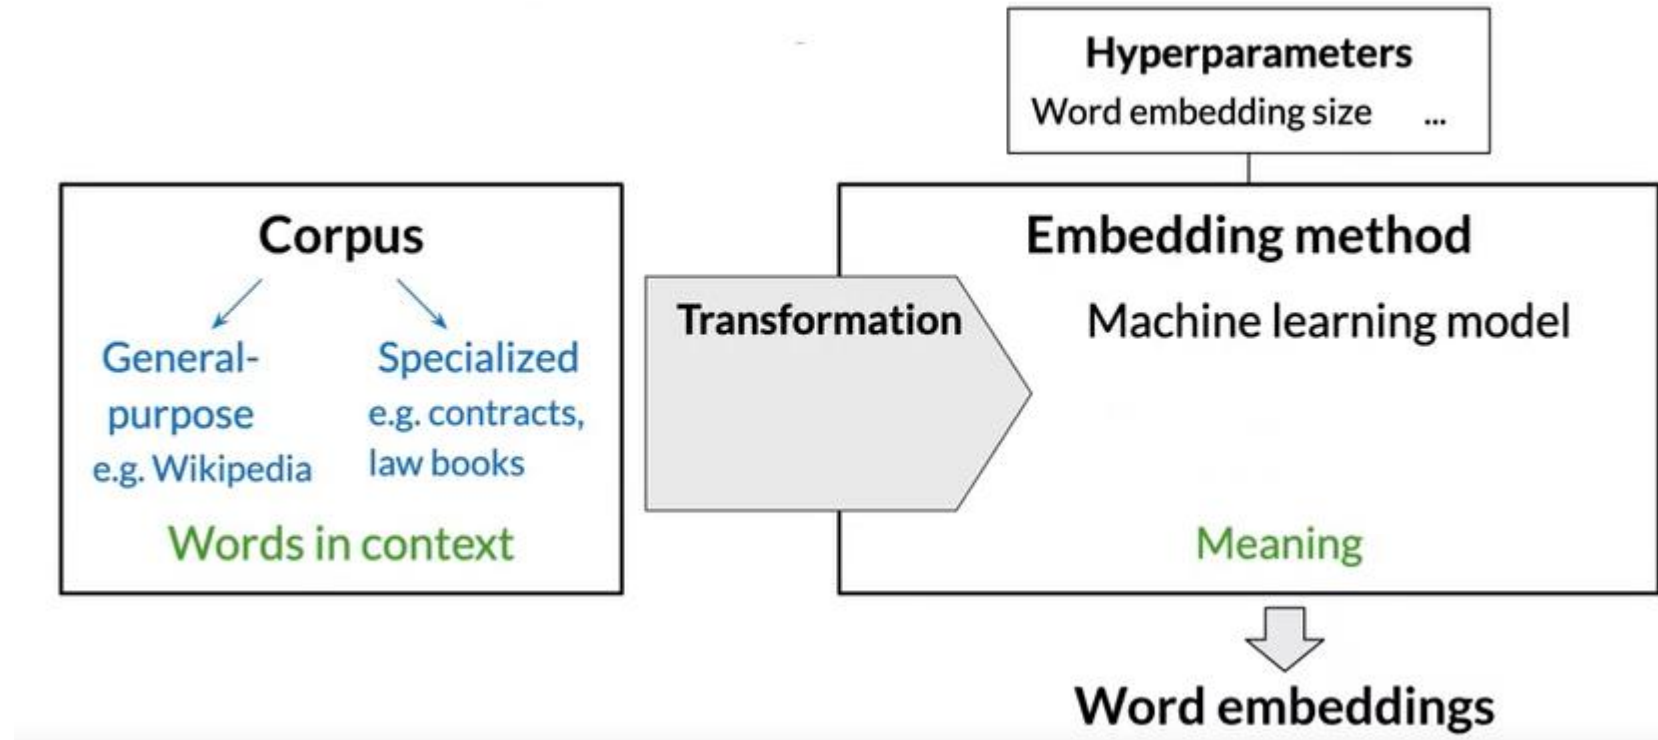 Hyperparameters
Word embedding size ...
Corpus
General-
purpose
e.g. Wikipedia
Specialized
e.g. contracts,
law books
Words in context
Transformation
Embedding method
Machine learning model
Meaning
Word embeddings